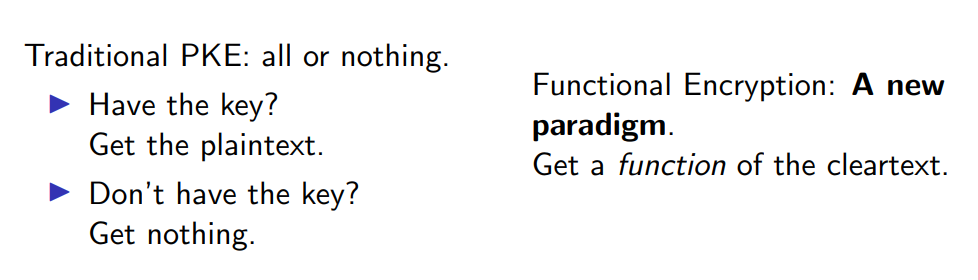 Traditional PKE: all or nothing.
▶ Have the key?
Get the plaintext.
▶ Don't have the key?
Get nothing.
Functional Encryption: A new
paradigm.
Get a function of the cleartext.